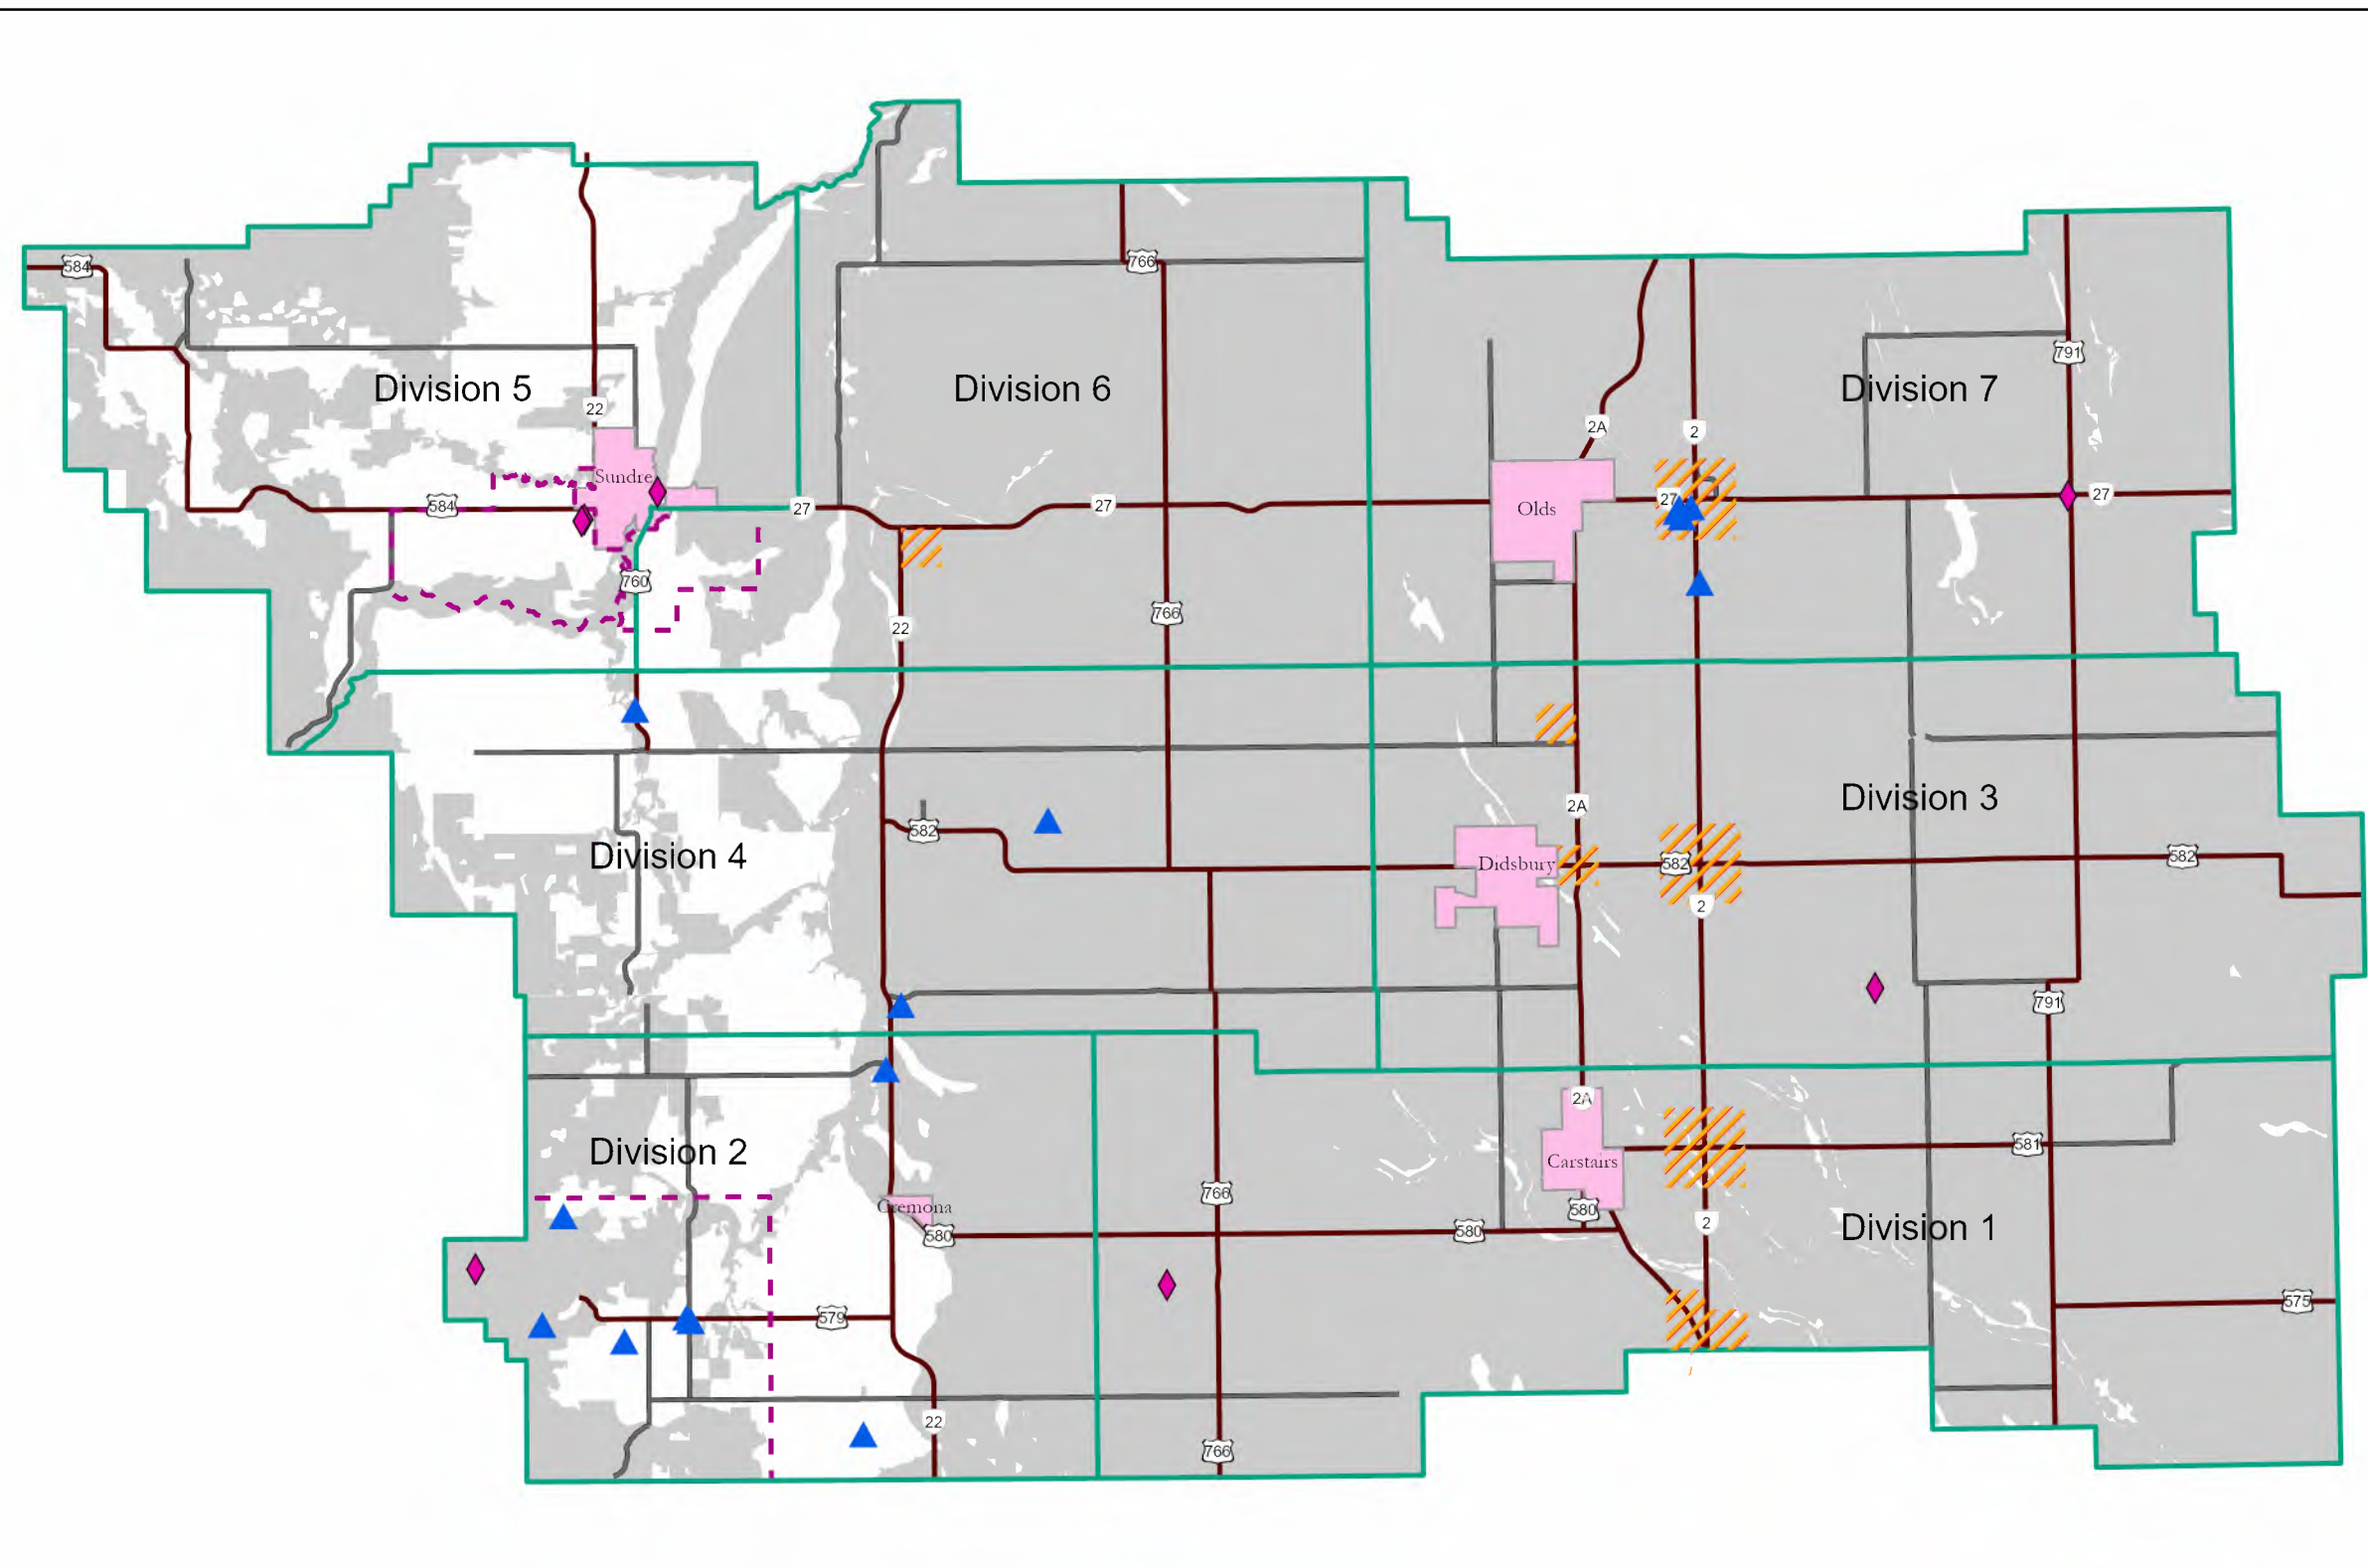 584
766
791
Division 5
Division 6
Division 7
22
2A
2
Sundre
584
27
27
Olds
27
27
760
22
766
2A
Division 3
582
Division 4
Didsbury
582
582
2
791
2A
581
Division 2
Carstairs
766
Cremona
580
580
580
2
Division 1
579
575
22
766